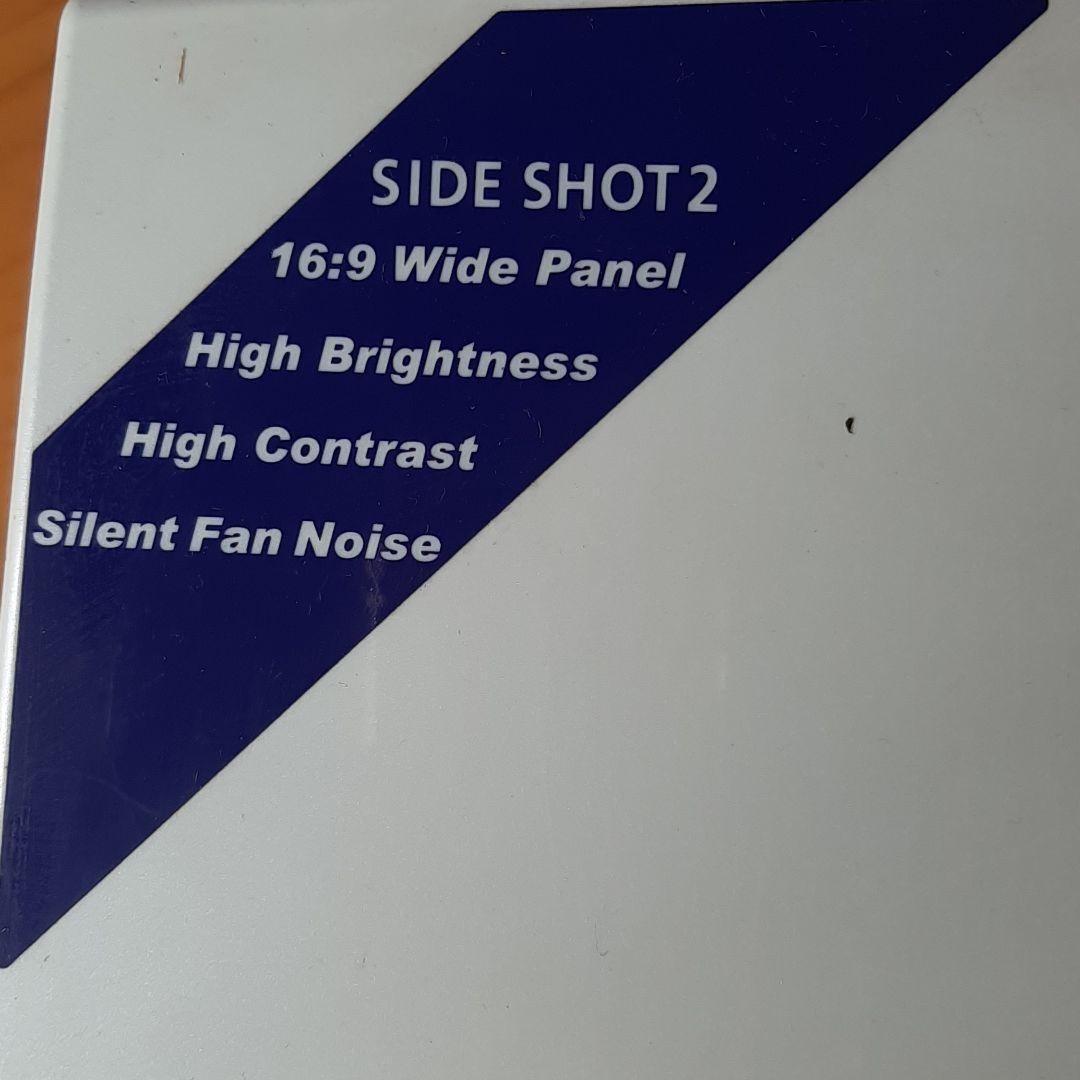 SIDE SHOT2
16:9 Wide Panel
High Brightness
High Contrast
Silent Fan Noise